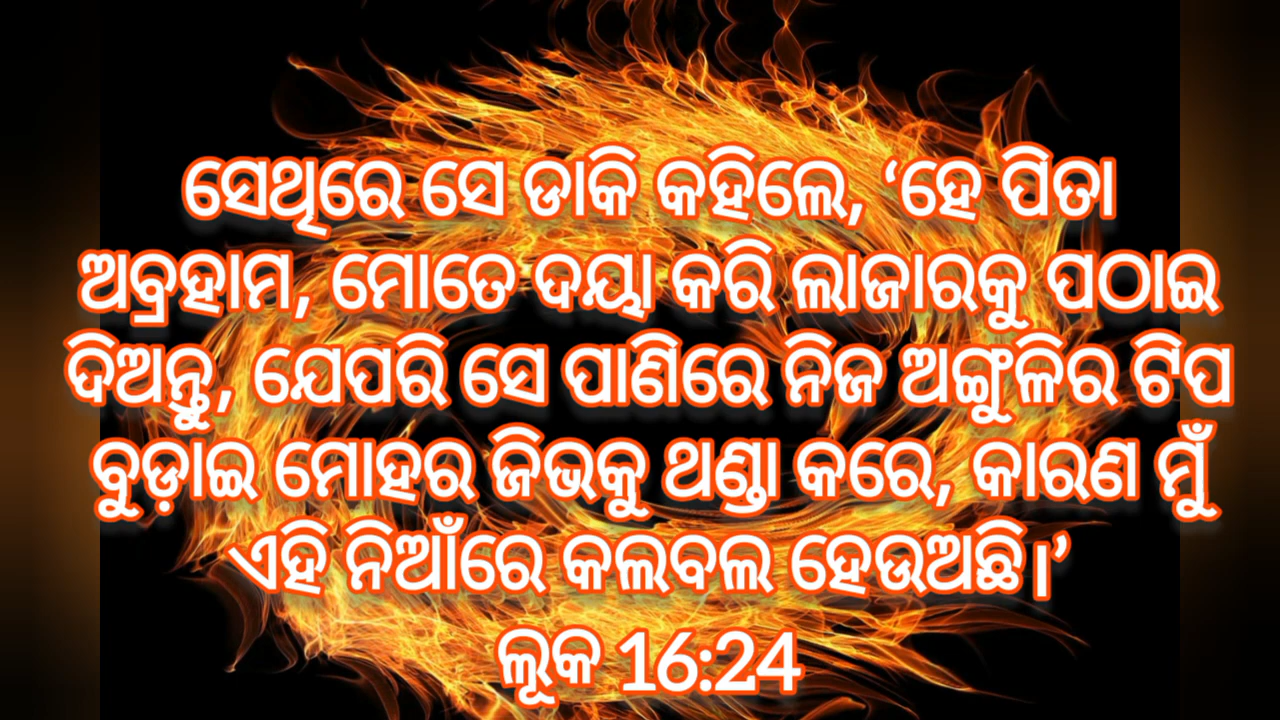 ସେଥିରେ ସେ ଡାକି କହିଲେ, ‘ହେ ପିତା
ଅବ୍ରହାମ, ମୋତେ ଦୟା କରି ଲାଜାରକୁ ପଠାଇ
ଦିଅନ୍ତୁ, ଯେପରି ସେ ପାଣିରେ ନିଜ ଅଙ୍ଗୁଳିର ଟିପ
ବୁଡ଼ାଇ ମୋହର ଜିଭକୁ ଥଣ୍ଡା କରେ, କାରଣ ମୁଁ
ଏହି ନିଆଁରେ କଲବଲ ହେଉଅଛି।’
ଲୂକ 16:24